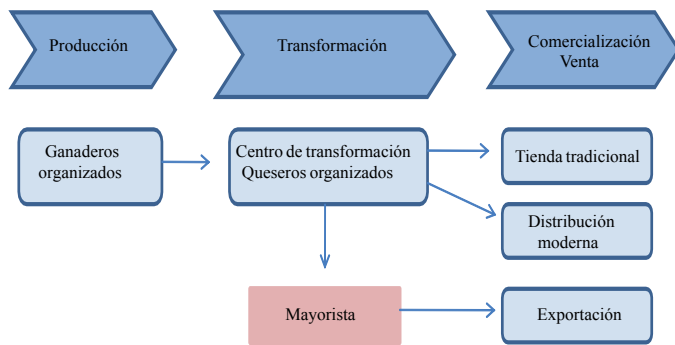 Producción
Transformación
Comercialización
Venta
Ganaderos
organizados
Centro de transformación
Queseros organizados
Tienda tradicional
Distribución
moderna
Mayorista
Exportación